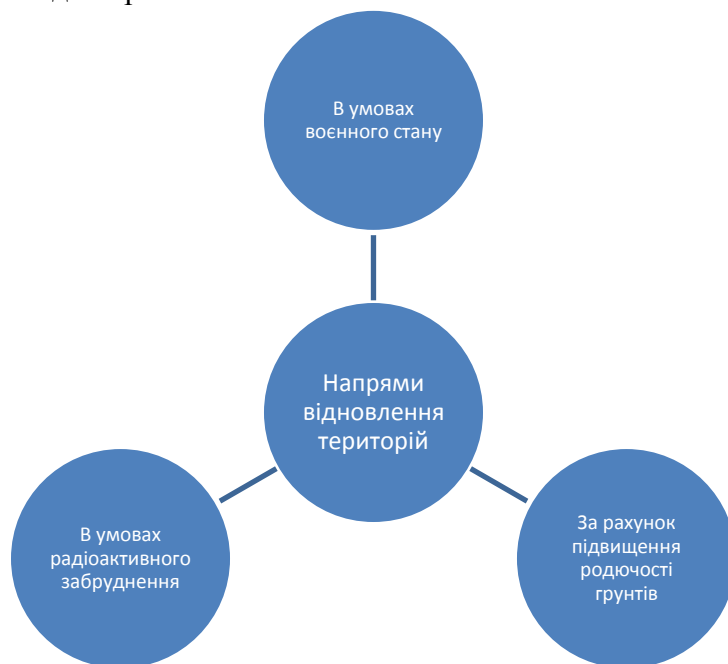 В умовах
воєнного стану
Напрями
відновлення
територій
В умовах
радіоактивного
забруднення
За рахунок
підвищення
родючості
грунтів